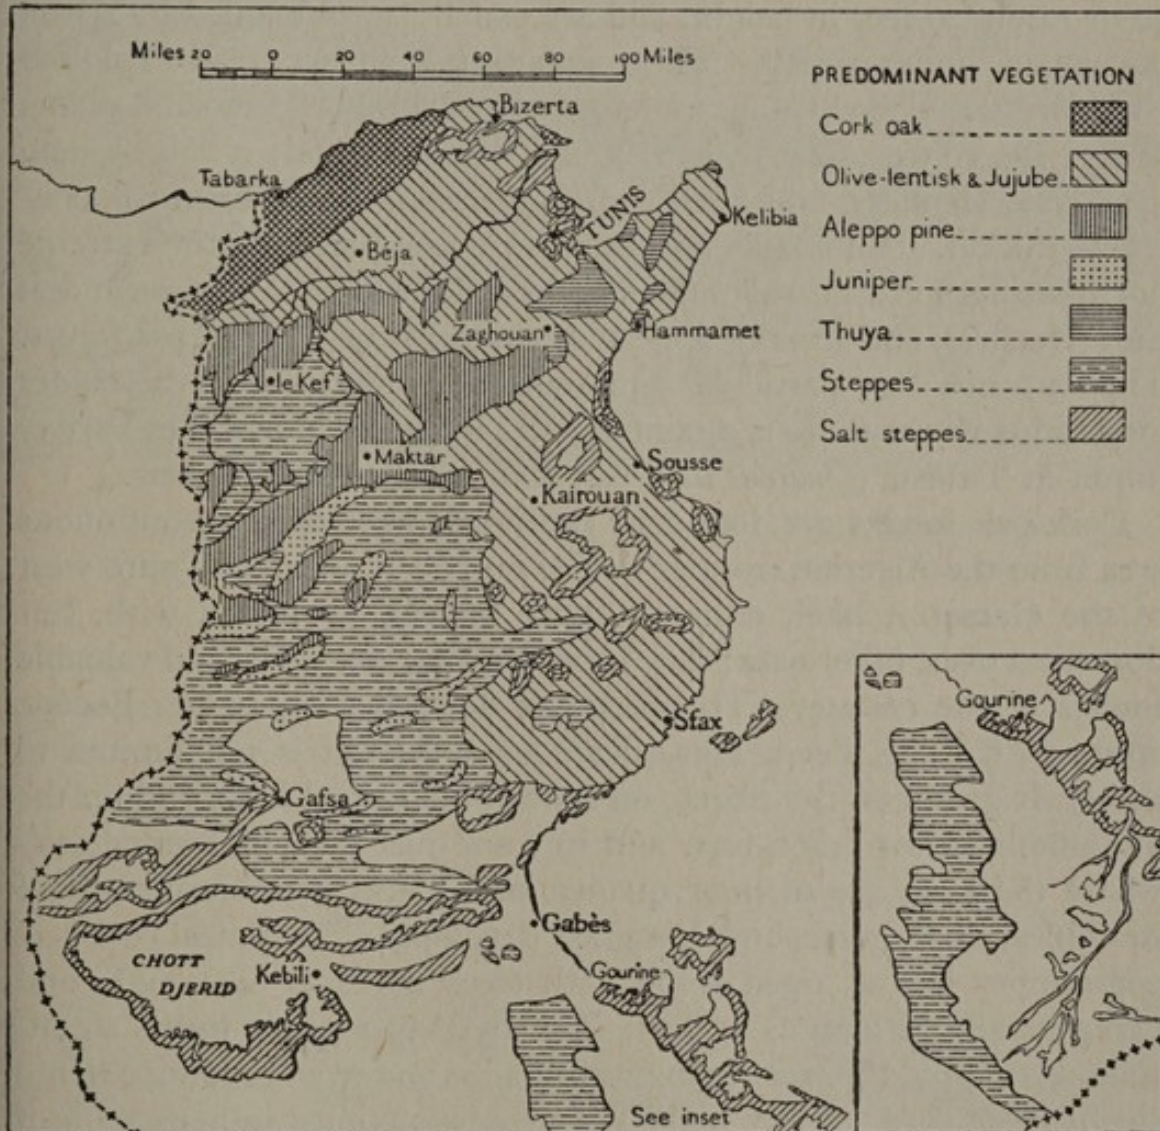 Miles 20 0 20 40 60 80 100 Miles
PREDOMINANT VEGETATION
Cork oak
Olive-lentisk & Jujube
Aleppo pine
Juniper
Thuya
Steppes
Salt steppes
Bizerta
Tabarka
TUNIS
Kelibia
Béja
Zaghouan
Hammamet
le Kef
Maktar
Sousse
Kairouan
Sfax
Gafsa
Gabès
CHOTT
DJERID
Kebili
Gourine
See inset
Gourine